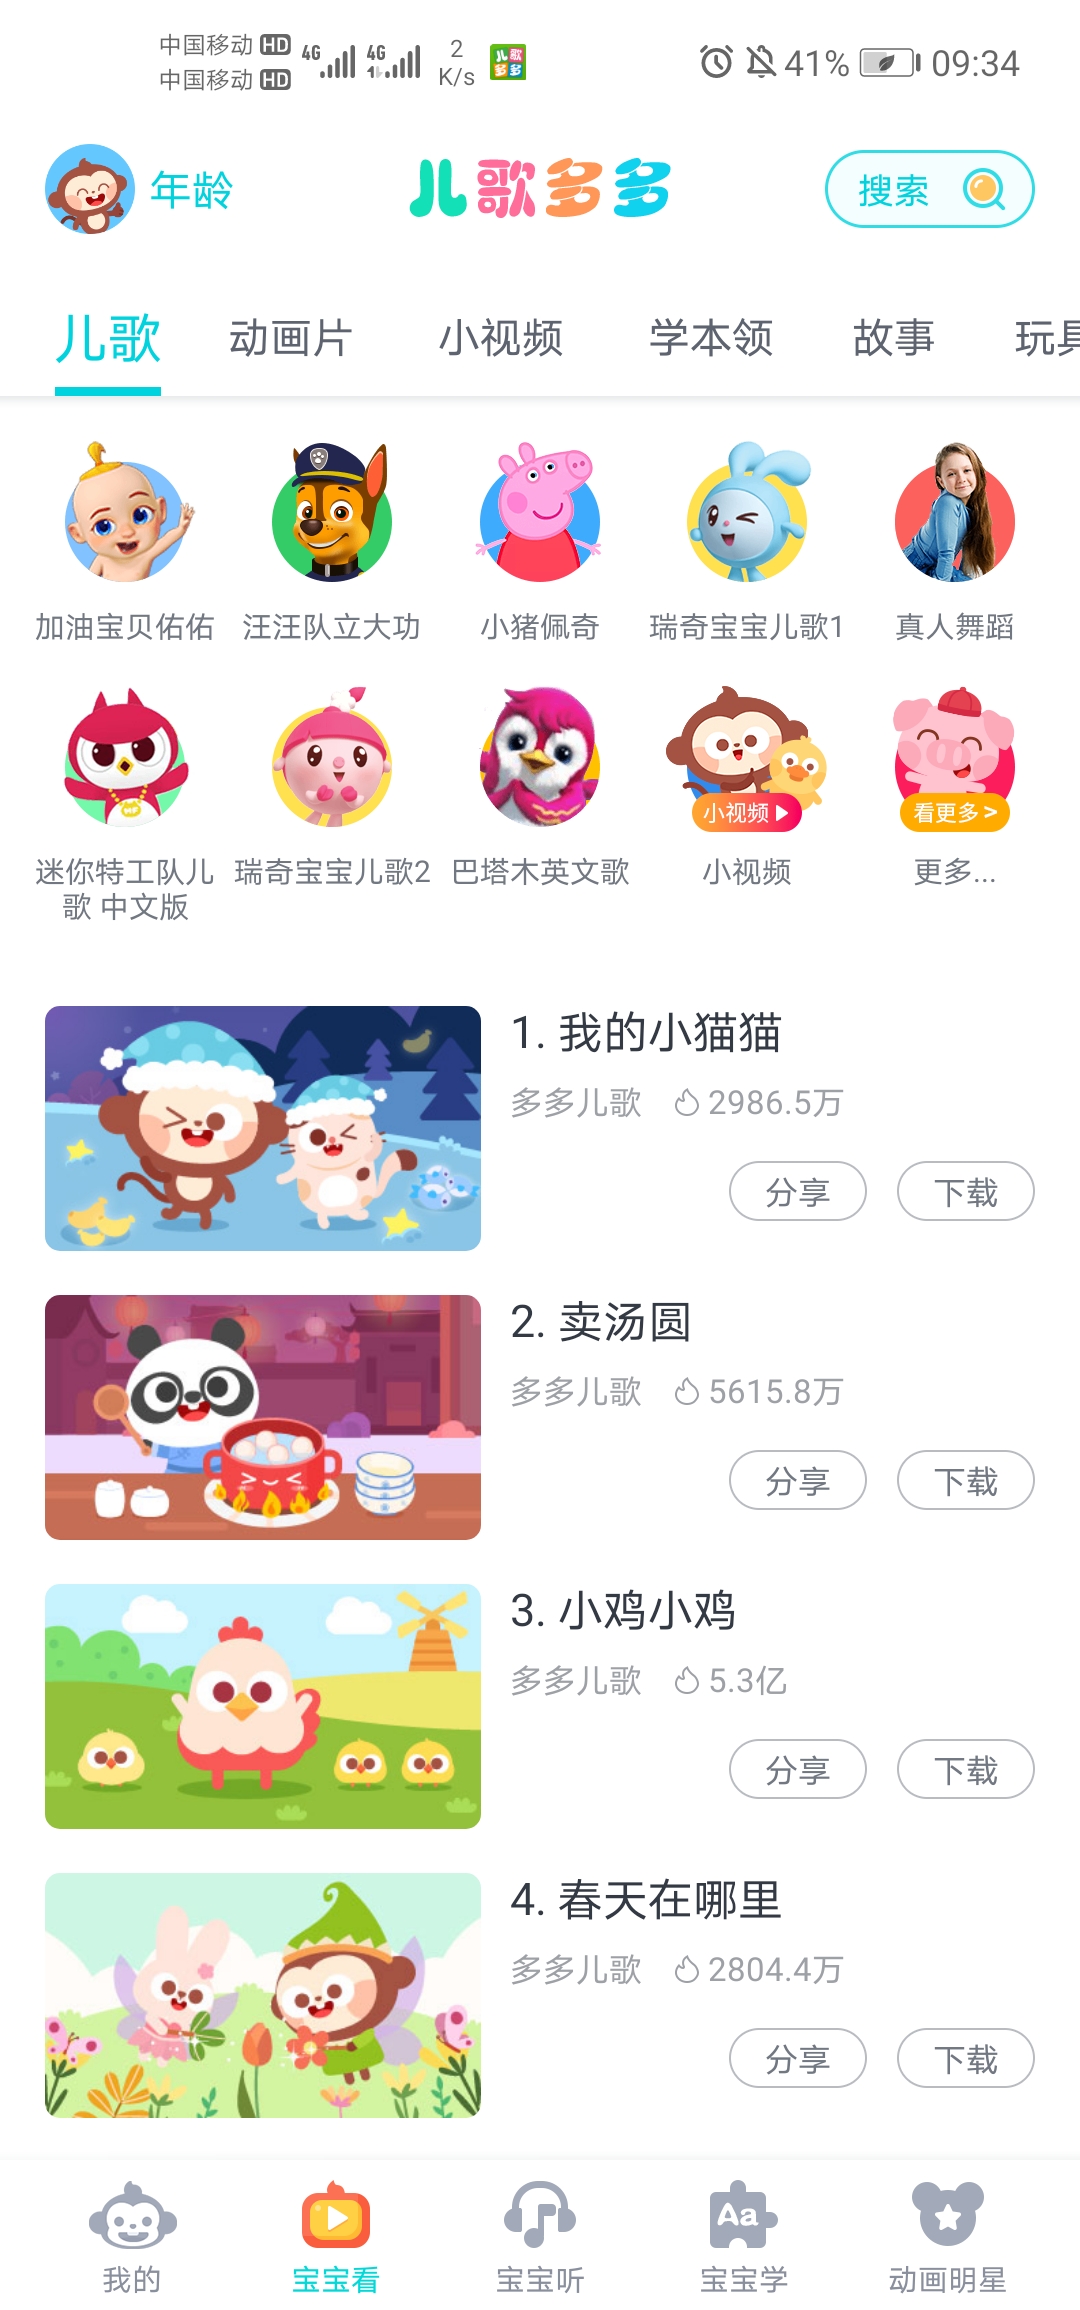 中国移动 HD 4G 4G 2 K/s 41% 09:34
中国移动 HD
年龄 儿歌多多 搜索
儿歌 动画片 小视频 学本领 故事 玩具
加油宝贝佑佑 汪汪队立大功 小猪佩奇 瑞奇宝宝儿歌1 真人舞蹈
小视频 看更多 >
迷你特工队儿歌 中文版 瑞奇宝宝儿歌2 巴塔木英文歌 小视频 更多...
1. 我的小猫猫
多多儿歌 2986.5万
分享 下载
2. 卖汤圆
多多儿歌 5615.8万
分享 下载
3. 小鸡小鸡
多多儿歌 5.3亿
分享 下载
4. 春天在哪里
多多儿歌 2804.4万
分享 下载
Aa
我的 宝宝看 宝宝听 宝宝学 动画明星